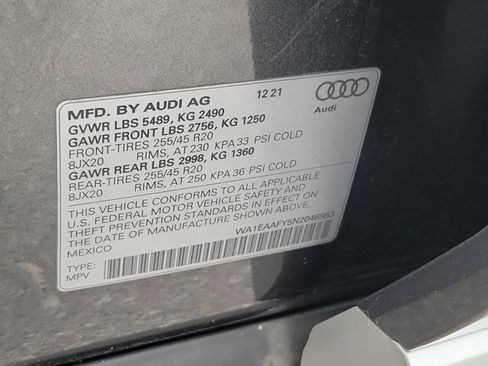 MFD. BY AUDI AG 12 21
GVWR LBS 5489, KG 2490
GAWR FRONT LBS 2756, KG 1250
FRONT-TIRES 255/45 R20
8JX20 RIMS, AT 230 KPA 33 PSI COLD
GAWR REAR LBS 2998, KG 1360
REAR-TIRES 255/45 R20
8JX20 RIMS, AT 250 KPA 36 PSI COLD
THIS VEHICLE CONFORMS TO ALL APPLICABLE
U.S. FEDERAL MOTOR VEHICLE SAFETY AND
THEFT PREVENTION STANDARDS IN EFFECT ON
THE DATE OF MANUFACTURE SHOWN ABOVE.
MEXICO
WA1EAAFY5N2046963
TYPE:
MPV
Audi